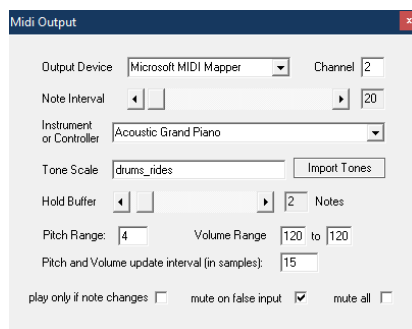 Midi Output
Output Device Microsoft MIDI Mapper Channel 2
Note Interval 20
Instrument
or Controller Acoustic Grand Piano
Tone Scale drums_rides Import Tones
Hold Buffer 2 Notes
Pitch Range: 4 Volume Range 120 to 120
Pitch and Volume update interval (in samples): 15
play only if note changes mute on false input mute all